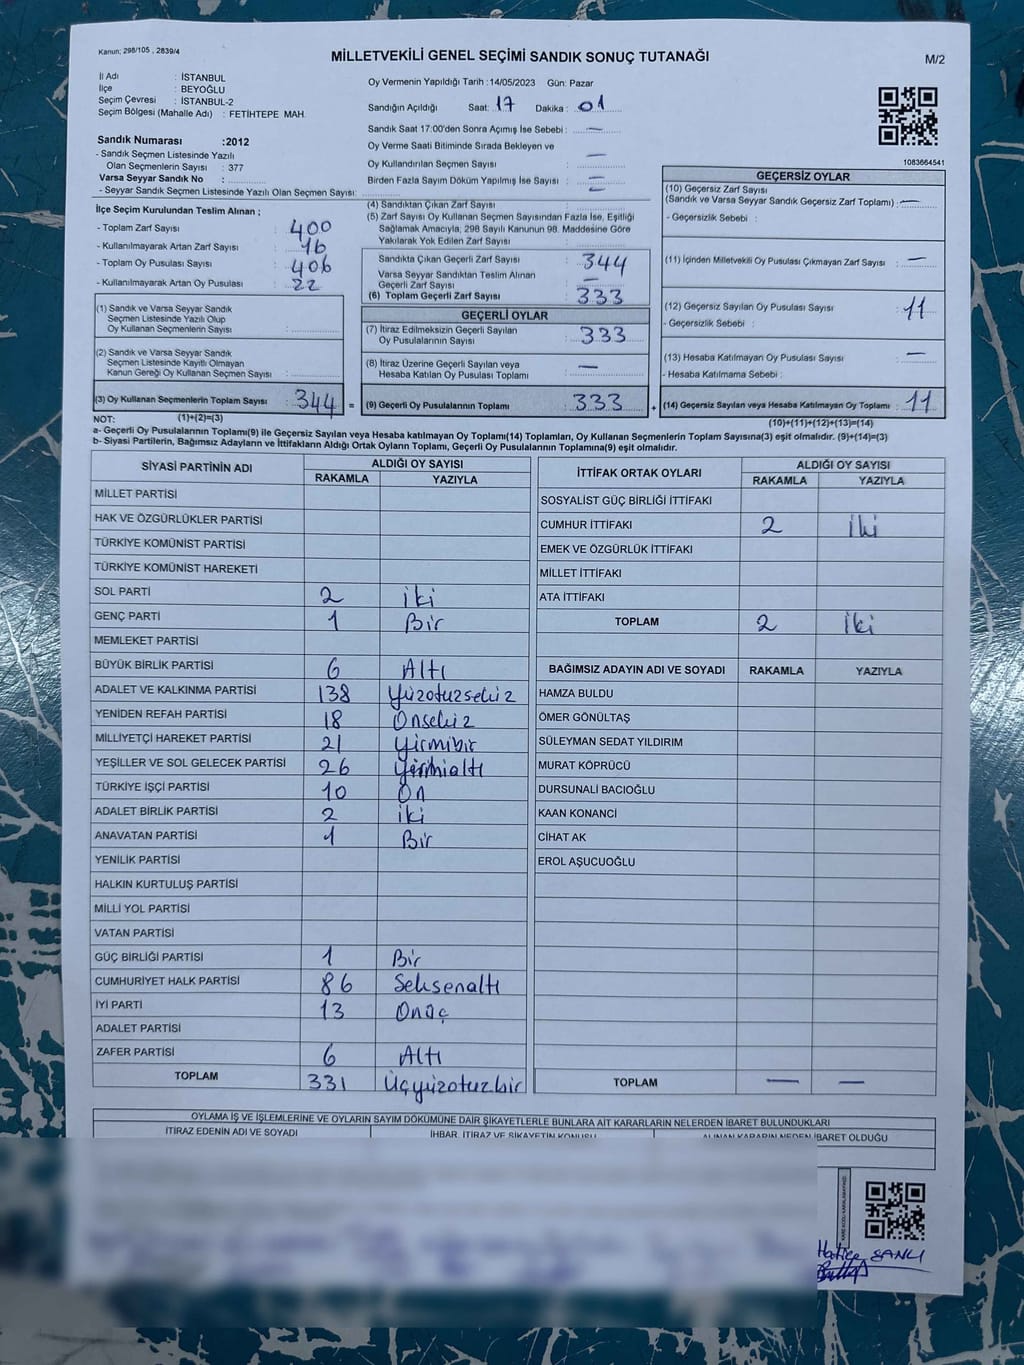 Kanun; 298/105 , 2839/4
MİLLETVEKİLİ GENEL SEÇİMİ SANDIK SONUÇ TUTANAĞI
M/2
İl Adı : İSTANBUL
İlçe : BEYOĞLU
Seçim Çevresi : İSTANBUL-2
Seçim Bölgesi (Mahalle Adı) : FETİHTEPE MAH.
Sandık Numarası :2012
- Sandık Seçmen Listesinde Yazılı
Olan Seçmenlerin Sayısı : 377
Varsa Seyyar Sandık No :
- Seyyar Sandık Seçmen Listesinde Yazılı Olan Seçmen Sayısı:
Oy Vermenin Yapıldığı Tarih :14/05/2023 Gün: Pazar
Sandığın Açıldığı Saat: 17 Dakika : 01
Sandık Saat 17:00'den Sonra Açımış İse Sebebi : —
Oy Verme Saati Bitiminde Sırada Bekleyen ve
Oy Kullandırılan Seçmen Sayısı : —
Birden Fazla Sayım Döküm Yapılmış İse Sayısı : —
1083664541
İlçe Seçim Kurulundan Teslim Alınan ;
- Toplam Zarf Sayısı : 400
- Kullanılmayarak Artan Zarf Sayısı : 16
- Toplam Oy Pusulası Sayısı : 406
- Kullanılmayarak Artan Oy Pusulası : 22
(1) Sandık ve Varsa Seyyar Sandık
Seçmen Listesinde Yazılı Olup
Oy Kullanan Seçmenlerin Sayısı :
(2) Sandık ve Varsa Seyyar Sandık
Seçmen Listesinde Kayıtlı Olmayan
Kanun Gereği Oy Kullanan Seçmen Sayısı :
(3) Oy Kullanan Seçmenlerin Toplam Sayısı : 344 =
(1)+(2)=(3)
(4) Sandıktan Çıkan Zarf Sayısı : —
(5) Zarf Sayısı Oy Kullanan Seçmen Sayısından Fazla İse, Eşitliği
Sağlamak Amacıyla, 298 Sayılı Kanunun 98. Maddesine Göre
Yakılarak Yok Edilen Zarf Sayısı :
Sandıkta Çıkan Geçerli Zarf Sayısı : 344
Varsa Seyyar Sandıktan Teslim Alınan
Geçerli Zarf Sayısı : —
(6) Toplam Geçerli Zarf Sayısı : 333
GEÇERLİ OYLAR
(7) İtiraz Edilmeksizin Geçerli Sayılan
Oy Pusulalarının Sayısı : 333
(8) İtiraz Üzerine Geçerli Sayılan veya
Hesaba Katılan Oy Pusulası Toplamı : —
(9) Geçerli Oy Pusulalarının Toplamı : 333 +
GEÇERSİZ OYLAR
(10) Geçersiz Zarf Sayısı
(Sandık ve Varsa Seyyar Sandık Geçersiz Zarf Toplamı) : —
- Geçersizlik Sebebi :
(11) İçinden Milletvekili Oy Pusulası Çıkmayan Zarf Sayısı : —
(12) Geçersiz Sayılan Oy Pusulası Sayısı : 11
- Geçersizlik Sebebi :
(13) Hesaba Katılmayan Oy Pusulası Sayısı : —
- Hesaba Katılmama Sebebi :
(14) Geçersiz Sayılan veya Hesaba Katılmayan Oy Toplamı : 11
(10)+(11)+(12)+(13)=(14)
NOT:
a- Geçerli Oy Pusulalarının Toplamı(9) ile Geçersiz Sayılan veya Hesaba katılmayan Oy Toplamı(14) Toplamları, Oy Kullanan Seçmenlerin Toplam Sayısına(3) eşit olmalıdır. (9)+(14)=(3)
b- Siyasi Partilerin, Bağımsız Adayların ve İttifakların Aldığı Ortak Oyların Toplamı, Geçerli Oy Pusulalarının Toplamına(9) eşit olmalıdır.
SİYASİ PARTİNİN ADI ALDIĞI OY SAYISI
RAKAMLA YAZIYLA
MİLLET PARTİSİ
HAK VE ÖZGÜRLÜKLER PARTİSİ
TÜRKİYE KOMÜNİST PARTİSİ
TÜRKİYE KOMÜNİST HAREKETİ
SOL PARTİ 2 iki
GENÇ PARTİ 1 Bir
MEMLEKET PARTİSİ
BÜYÜK BİRLİK PARTİSİ 6 Altı
ADALET VE KALKINMA PARTİSİ 138 Yüzotuzsekiz
YENİDEN REFAH PARTİSİ 18 Onsekiz
MİLLİYETÇİ HAREKET PARTİSİ 21 Yirmibir
YEŞİLLER VE SOL GELECEK PARTİSİ 26 Yirmialtı
TÜRKİYE İŞÇİ PARTİSİ 10 On
ADALET BİRLİK PARTİSİ 2 iki
ANAVATAN PARTİSİ 1 Bir
YENİLİK PARTİSİ
HALKIN KURTULUŞ PARTİSİ
MİLLİ YOL PARTİSİ
VATAN PARTİSİ
GÜÇ BİRLİĞİ PARTİSİ 1 Bir
CUMHURİYET HALK PARTİSİ 86 Seksenaltı
İYİ PARTİ 13 Onüç
ADALET PARTİSİ
ZAFER PARTİSİ 6 Altı
TOPLAM 331 Üçyüzotuzbir
İTTİFAK ORTAK OYLARI ALDIĞI OY SAYISI
RAKAMLA YAZIYLA
SOSYALİST GÜÇ BİRLİĞİ İTTİFAKI
CUMHUR İTTİFAKI 2 iki
EMEK VE ÖZGÜRLÜK İTTİFAKI
MİLLET İTTİFAKI
ATA İTTİFAKI
TOPLAM 2 iki
BAĞIMSIZ ADAYIN ADI VE SOYADI RAKAMLA YAZIYLA
HAMZA BULDU
ÖMER GÖNÜLTAŞ
SÜLEYMAN SEDAT YILDIRIM
MURAT KÖPRÜCÜ
DURSUNALİ BACIOĞLU
KAAN KONANCİ
CİHAT AK
EROL AŞUCUOĞLU
TOPLAM — —
OYLAMA İŞ VE İŞLEMLERİNE VE OYLARIN SAYIM DÖKÜMÜNE DAİR ŞİKAYETLERLE BUNLARA AİT KARARLARIN NELERDEN İBARET BULUNDUKLARI
İTİRAZ EDENİN ADI VE SOYADI İHBAR, İTİRAZ VE ŞİKAYETİN KONUSU ALINAN KARARIN NEDEN İBARET OLDUĞU
Hatice ŞANLI